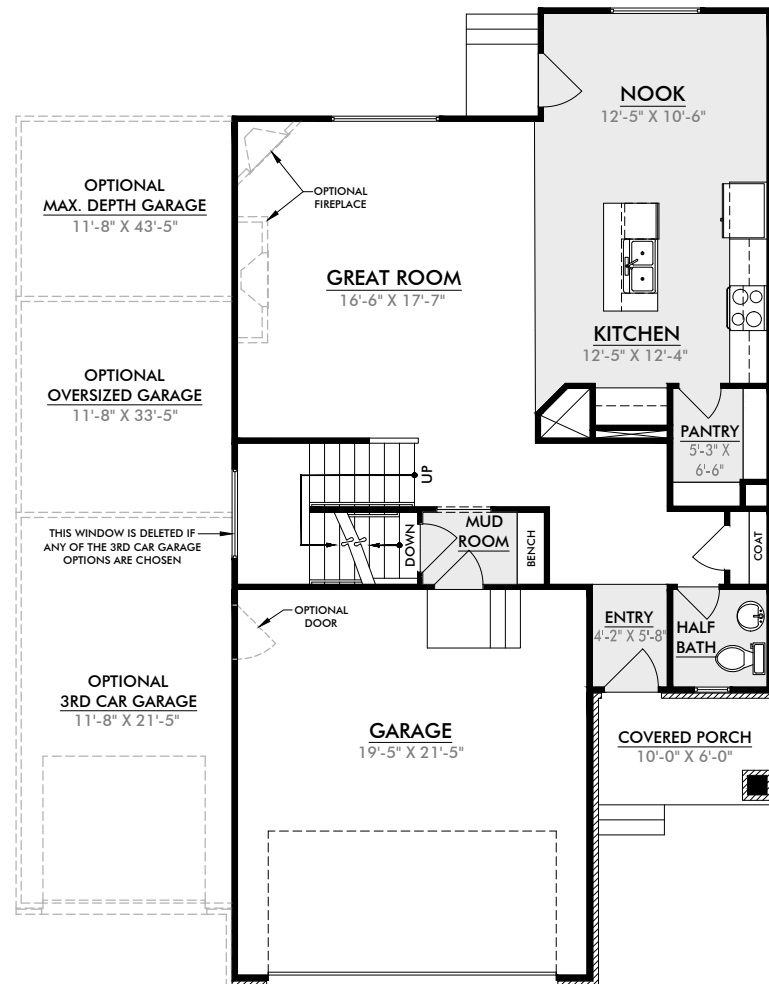 NOOK
12'-5" X 10'-6"
OPTIONAL
MAX. DEPTH GARAGE
11'-8" X 43'-5"
OPTIONAL
FIREPLACE
GREAT ROOM
16'-6" X 17'-7"
KITCHEN
12'-5" X 12'-4"
OPTIONAL
OVERSIZED GARAGE
11'-8" X 33'-5"
PANTRY
5'-3" X
6'-6"
UP
THIS WINDOW IS DELETED IF
ANY OF THE 3RD CAR GARAGE
OPTIONS ARE CHOSEN
DOWN
MUD
ROOM
BENCH
COAT
OPTIONAL
DOOR
ENTRY
4'-2" X 5'-8"
HALF
BATH
OPTIONAL
3RD CAR GARAGE
11'-8" X 21'-5"
GARAGE
19'-5" X 21'-5"
COVERED PORCH
10'-0" X 6'-0"